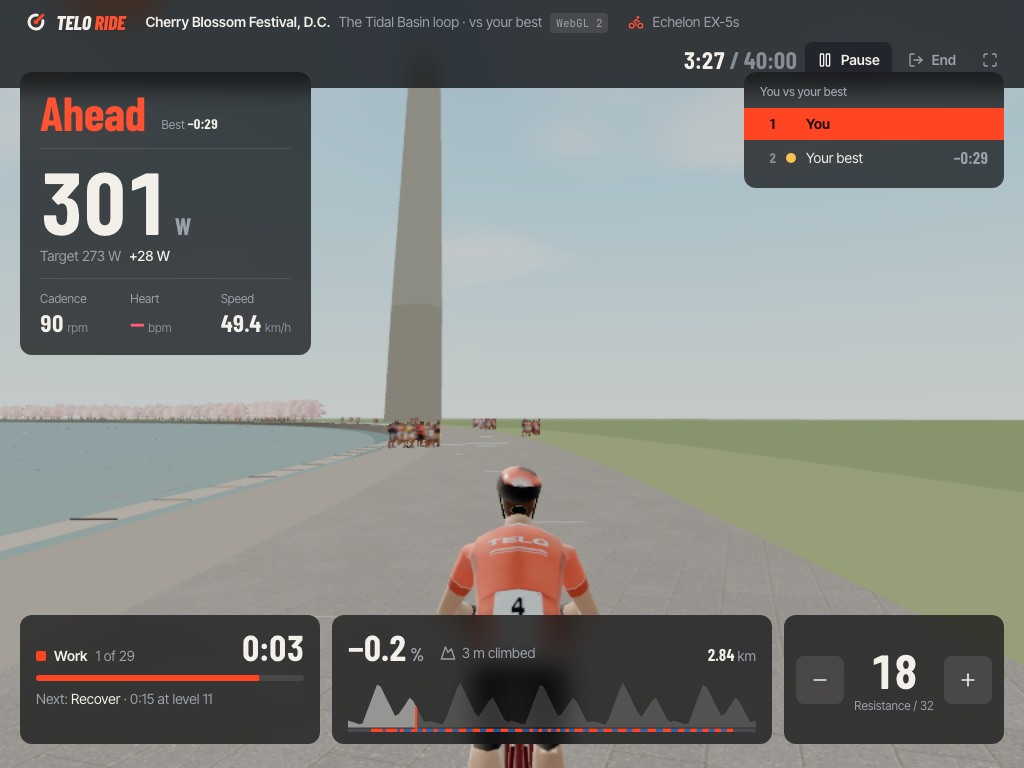 TELO RIDE Cherry Blossom Festival, D.C. The Tidal Basin loop · vs your best WebGL 2 Echelon EX-5s
3:27 / 40:00 Pause End
Ahead Best −0:29
301 W
Target 273 W +28 W
Cadence Heart Speed
90 rpm – bpm 49.4 km/h
You vs your best
1 You
2 Your best −0:29
TELO
4
Work 1 of 29 0:03
Next: Recover · 0:15 at level 11
−0.2 % 3 m climbed 2.84 km
− 18 +
Resistance / 32